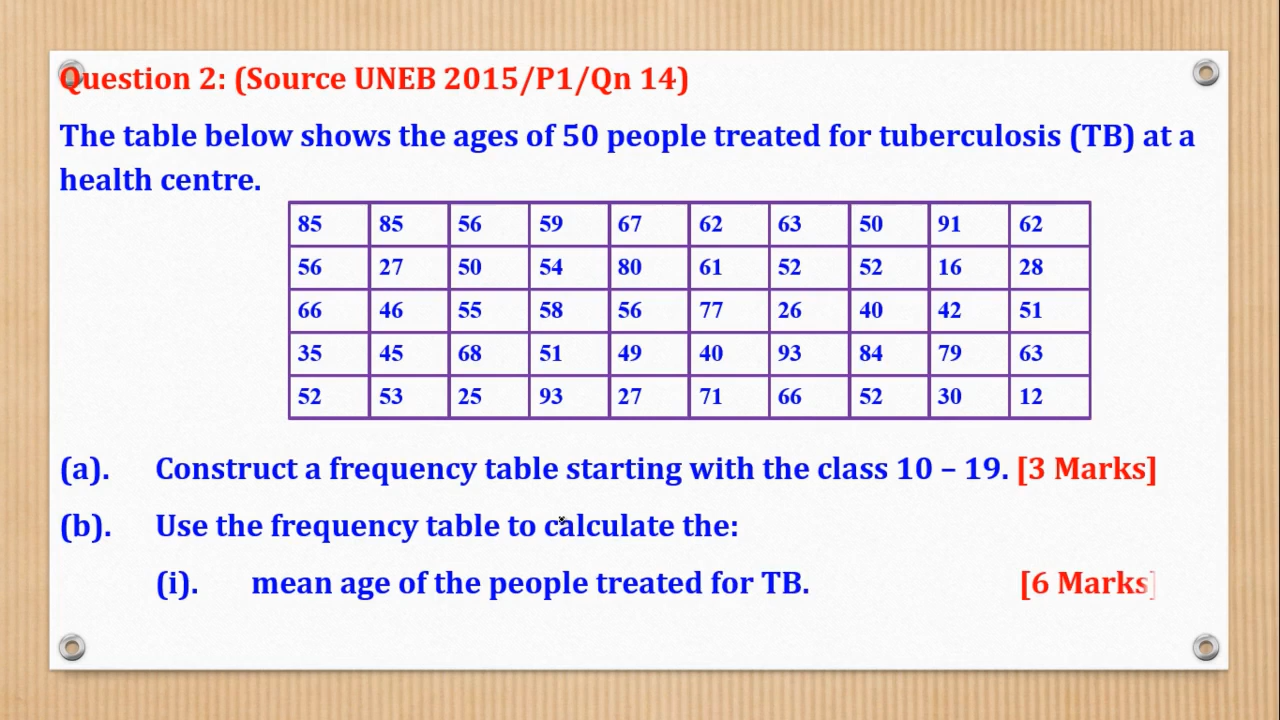 Question 2: (Source UNEB 2015/P1/Qn 14)
The table below shows the ages of 50 people treated for tuberculosis (TB) at a
health centre.
85 85 56 59 67 62 63 50 91 62
56 27 50 54 80 61 52 52 16 28
66 46 55 58 56 77 26 40 42 51
35 45 68 51 49 40 93 84 79 63
52 53 25 93 27 71 66 52 30 12
(a). Construct a frequency table starting with the class 10 – 19. [3 Marks]
(b). Use the frequency table to calculate the:
(i). mean age of the people treated for TB. [6 Marks]